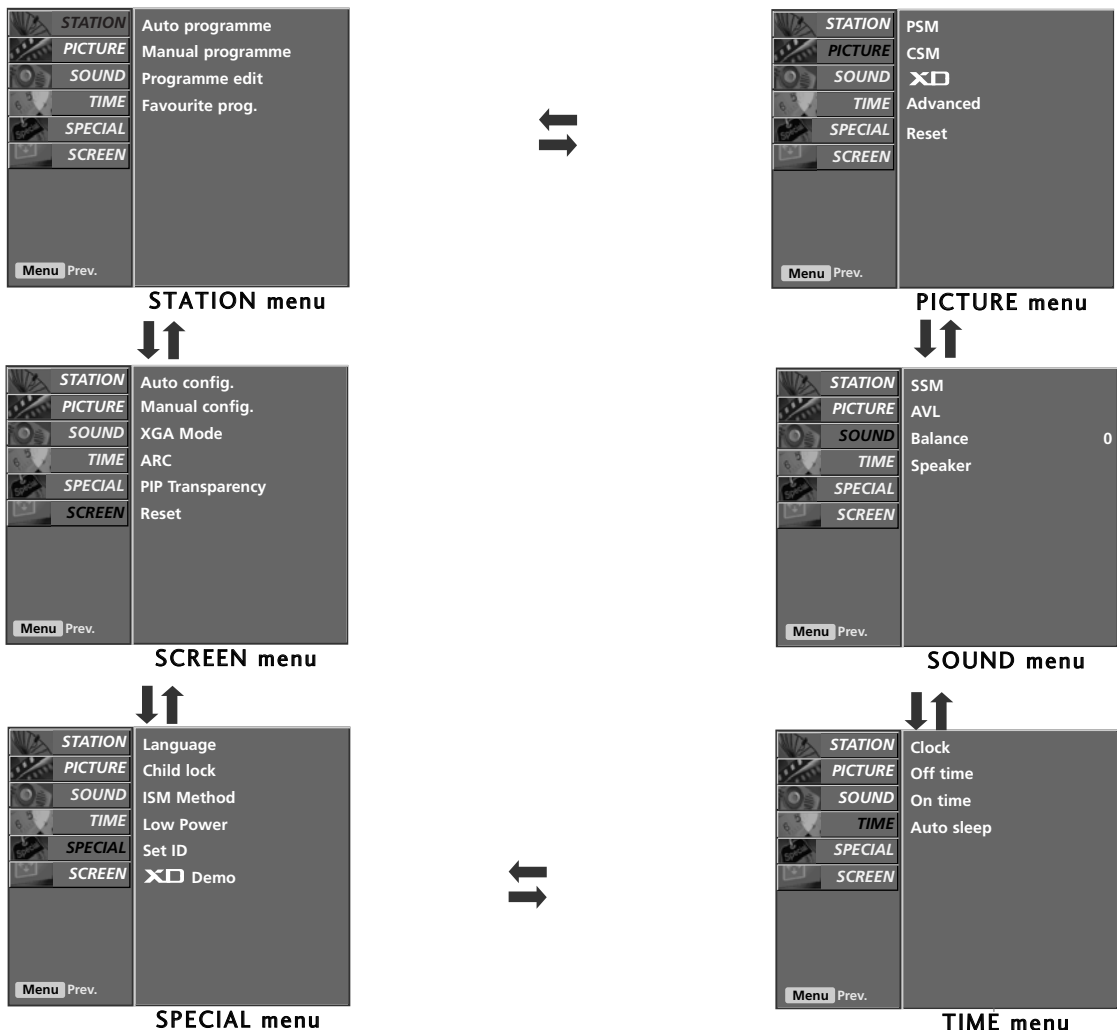 STATION
PICTURE
SOUND
TIME
SPECIAL
SCREEN
Auto programme
Manual programme
Programme edit
Favourite prog.
Menu Prev.
STATION menu
STATION
PICTURE
SOUND
TIME
SPECIAL
SCREEN
PSM
CSM
XD
Advanced
Reset
Menu Prev.
PICTURE menu
STATION
PICTURE
SOUND
TIME
SPECIAL
SCREEN
Auto config.
Manual config.
XGA Mode
ARC
PIP Transparency
Reset
Menu Prev.
SCREEN menu
STATION
PICTURE
SOUND
TIME
SPECIAL
SCREEN
SSM
AVL
Balance 0
Speaker
Menu Prev.
SOUND menu
STATION
PICTURE
SOUND
TIME
SPECIAL
SCREEN
Language
Child lock
ISM Method
Low Power
Set ID
XD Demo
Menu Prev.
SPECIAL menu
STATION
PICTURE
SOUND
TIME
SPECIAL
SCREEN
Clock
Off time
On time
Auto sleep
Menu Prev.
TIME menu